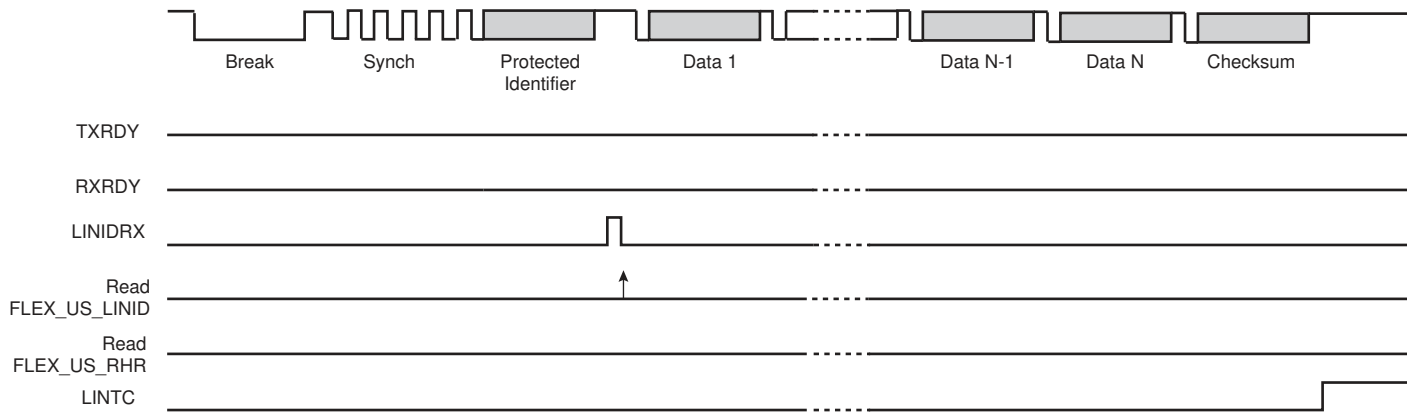 Break
Synch
Protected
Identifier
Data 1
Data N-1
Data N
Checksum
TXRDY
RXRDY
LINIDRX
Read
FLEX_US_LINID
Read
FLEX_US_RHR
LINTC